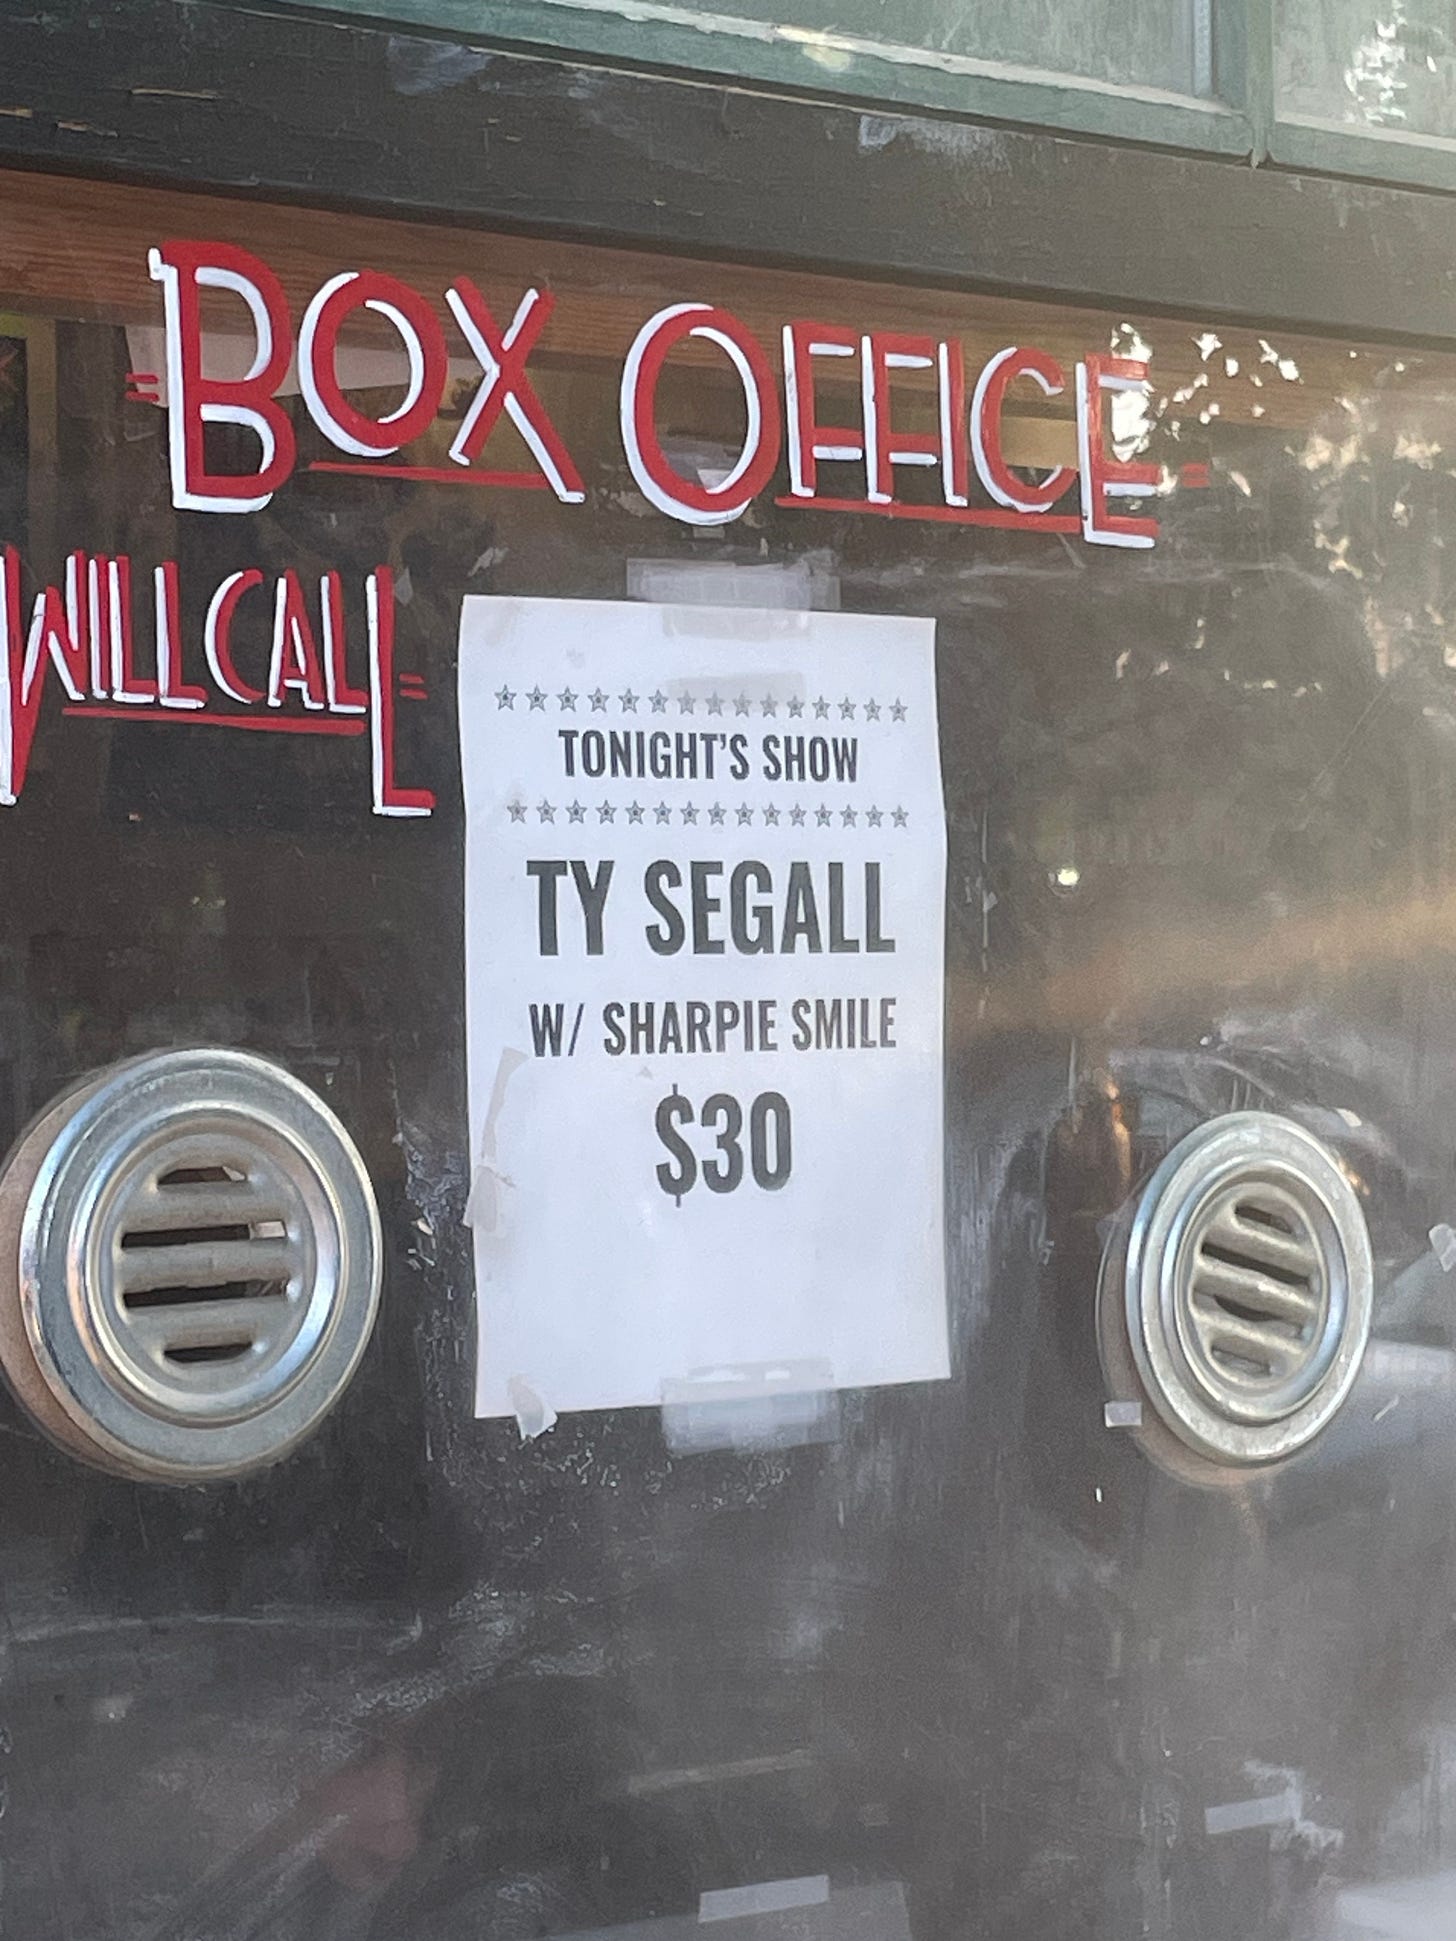 BOX OFFICE
WILL CALL
TONIGHT'S SHOW
TY SEGALL
W/ SHARPIE SMILE
$30